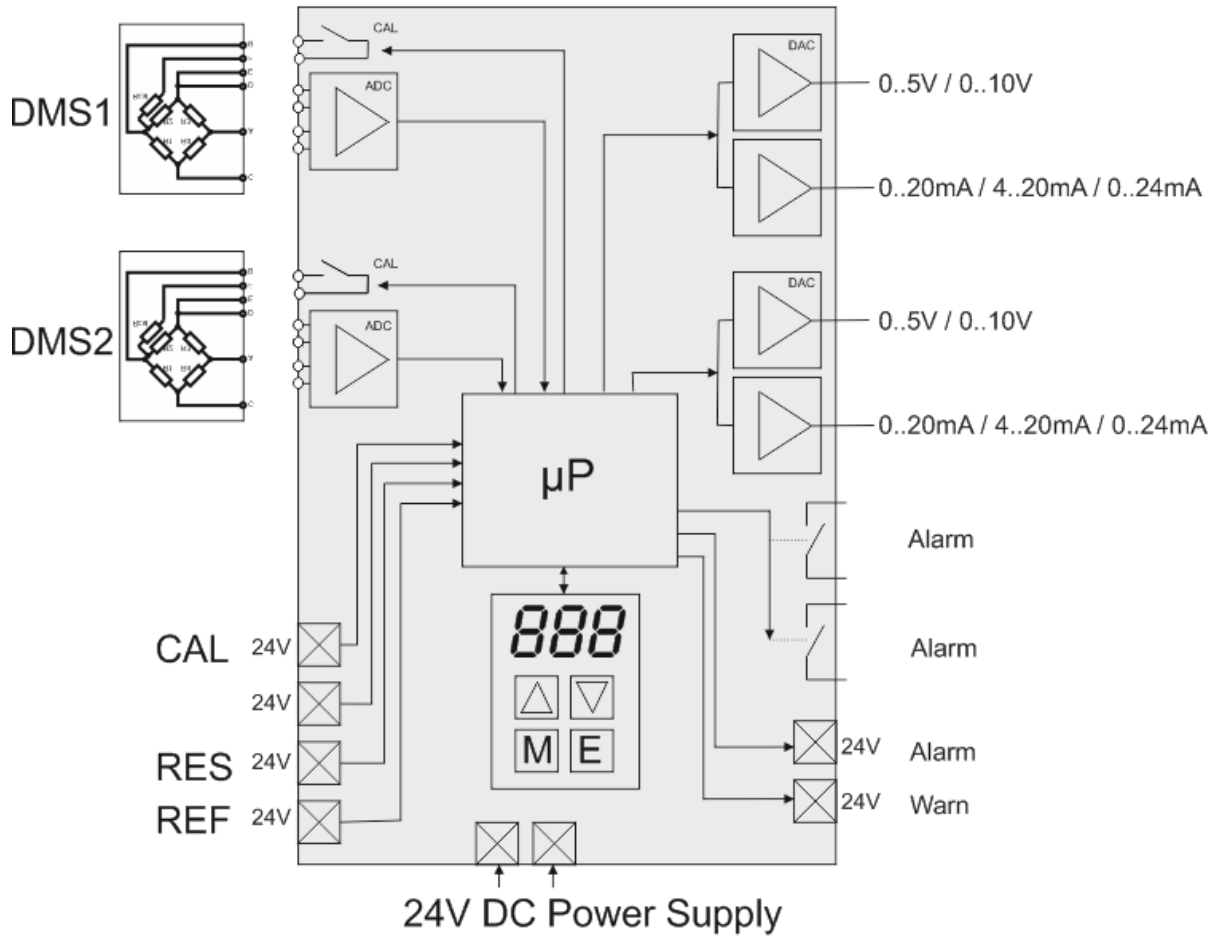 CAL
DAC
ADC
DMS1
0..5V / 0..10V
0..20mA / 4..20mA / 0..24mA
CAL
DAC
ADC
DMS2
0..5V / 0..10V
0..20mA / 4..20mA / 0..24mA
µP
Alarm
888
CAL 24V
Alarm
24V
M E
24V Alarm
RES 24V
24V Warn
REF 24V
24V DC Power Supply